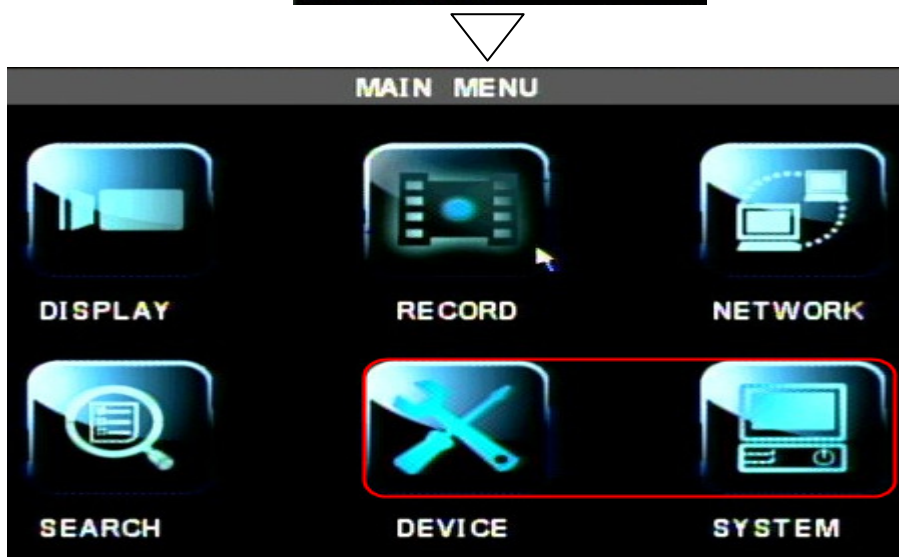 MAIN MENU
DISPLAY RECORD NETWORK
SEARCH DEVICE SYSTEM